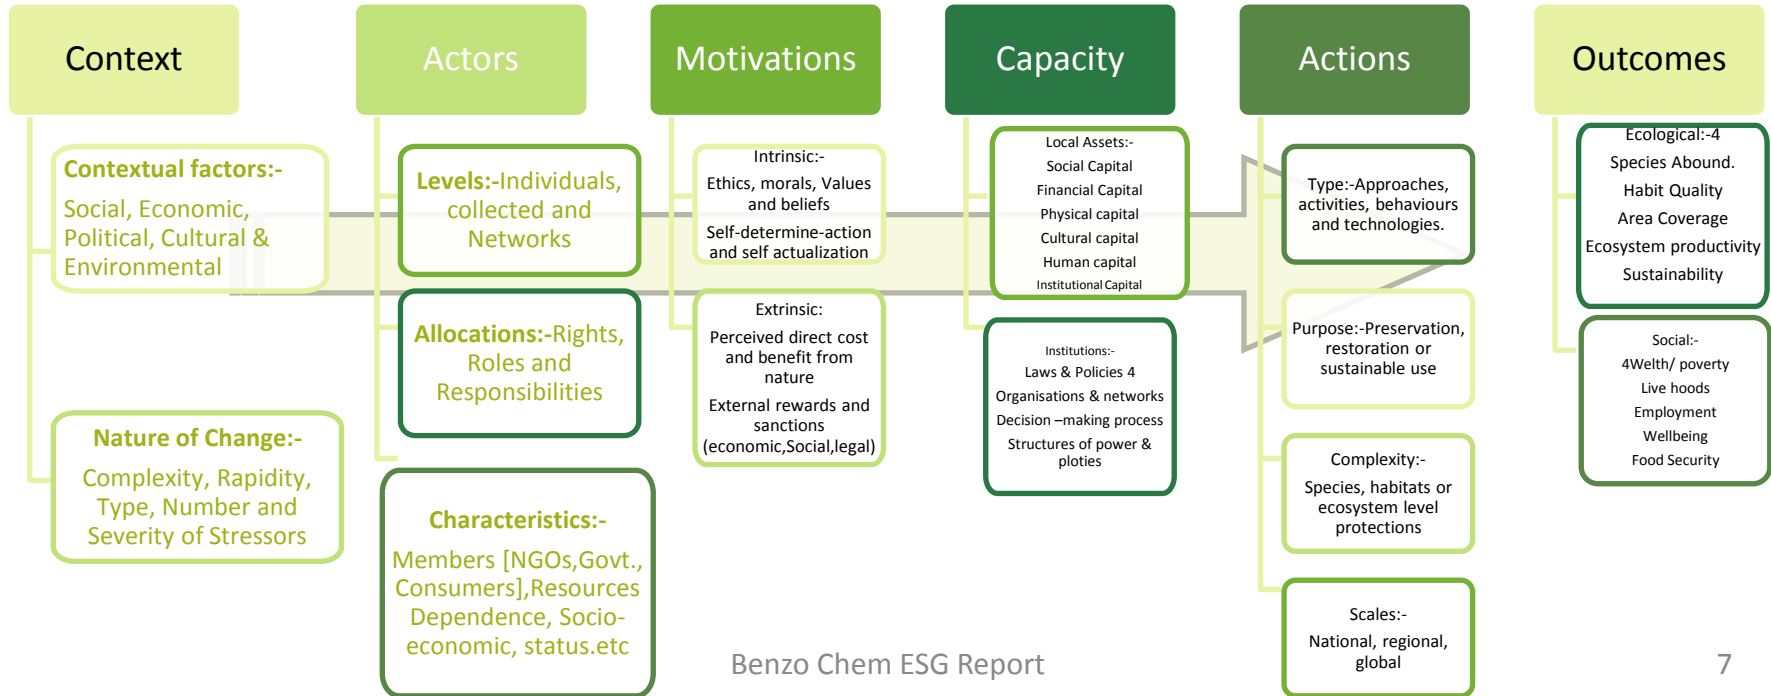 Context
Contextual factors:-
Social, Economic,
Political, Cultural &
Environmental
Nature of Change:-
Complexity, Rapidity,
Type, Number and
Severity of Stressors
Actors
Levels:-Individuals,
collected and
Networks
Allocations:-Rights,
Roles and
Responsibilities
Characteristics:-
Members [NGOs,Govt.,
Consumers],Resources
Dependence, Socio-
economic, status.etc
Motivations
Intrinsic:-
Ethics, morals, Values
and beliefs
Self-determine-action
and self actualization
Extrinsic:
Perceived direct cost
and benefit from
nature
External rewards and
sanctions
(economic,Social,legal)
Capacity
Local Assets:-
Social Capital
Financial Capital
Physical capital
Cultural capital
Human capital
Institutional Capital
Institutions:-
Laws & Policies 4
Organisations & networks
Decision –making process
Structures of power &
ploties
Actions
Type:-Approaches,
activities, behaviours
and technologies.
Purpose:-Preservation,
restoration or
sustainable use
Complexity:-
Species, habitats or
ecosystem level
protections
Scales:-
National, regional,
global
Outcomes
Ecological:-4
Species Abound.
Habit Quality
Area Coverage
Ecosystem productivity
Sustainability
Social:-
4Welth/ poverty
Live hoods
Employment
Wellbeing
Food Security
Benzo Chem ESG Report
7